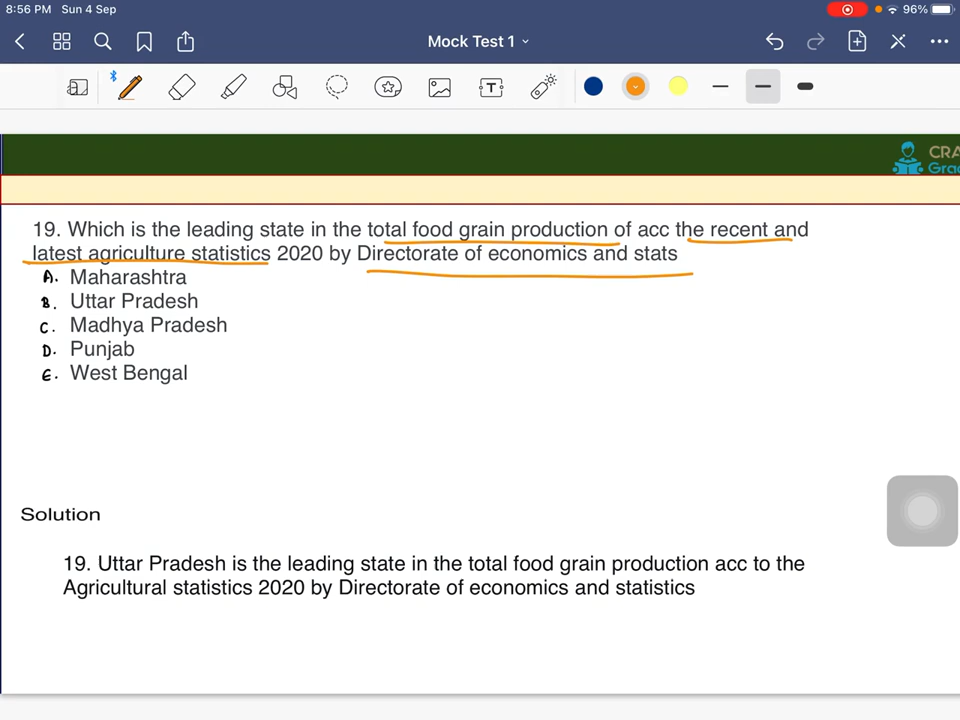 8:56 PM Sun 4 Sep
96%
Mock Test 1
CRA
Grad
19. Which is the leading state in the total food grain production of acc the recent and
latest agriculture statistics 2020 by Directorate of economics and stats
A. Maharashtra
B. Uttar Pradesh
C. Madhya Pradesh
D. Punjab
E. West Bengal
Solution
19. Uttar Pradesh is the leading state in the total food grain production acc to the
Agricultural statistics 2020 by Directorate of economics and statistics